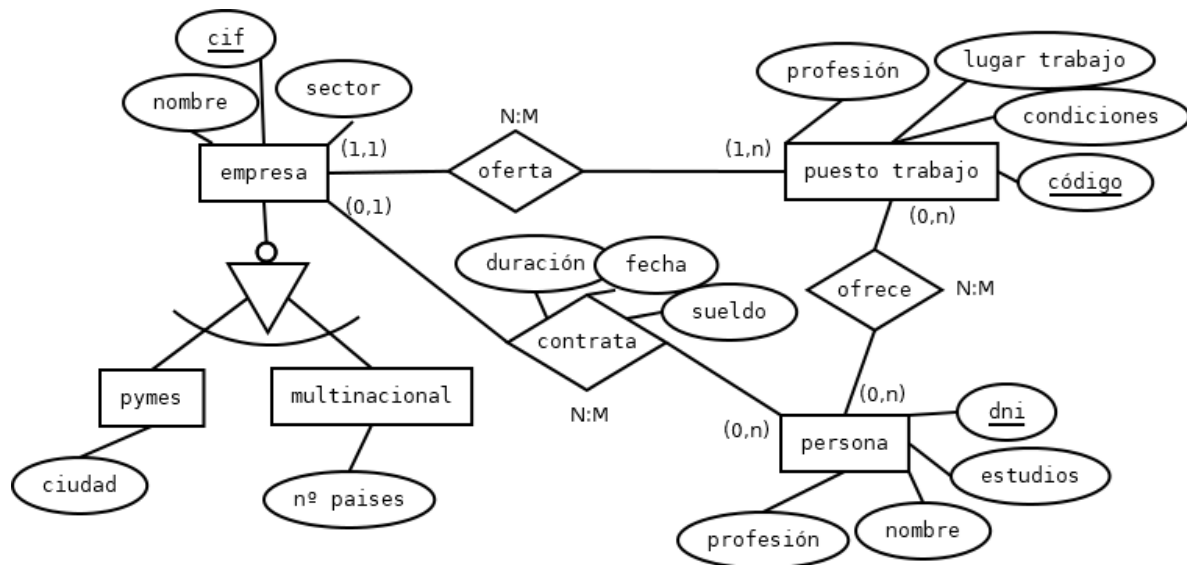 cif
nombre
sector
profesión
lugar trabajo
condiciones
código
N:M
(1,1)
(1,n)
empresa
oferta
puesto trabajo
(0,1)
(0,n)
duración
fecha
sueldo
contrata
N:M
ofrece
N:M
pymes
multinacional
(0,n)
(0,n)
persona
dni
estudios
nombre
profesión
ciudad
nº paises